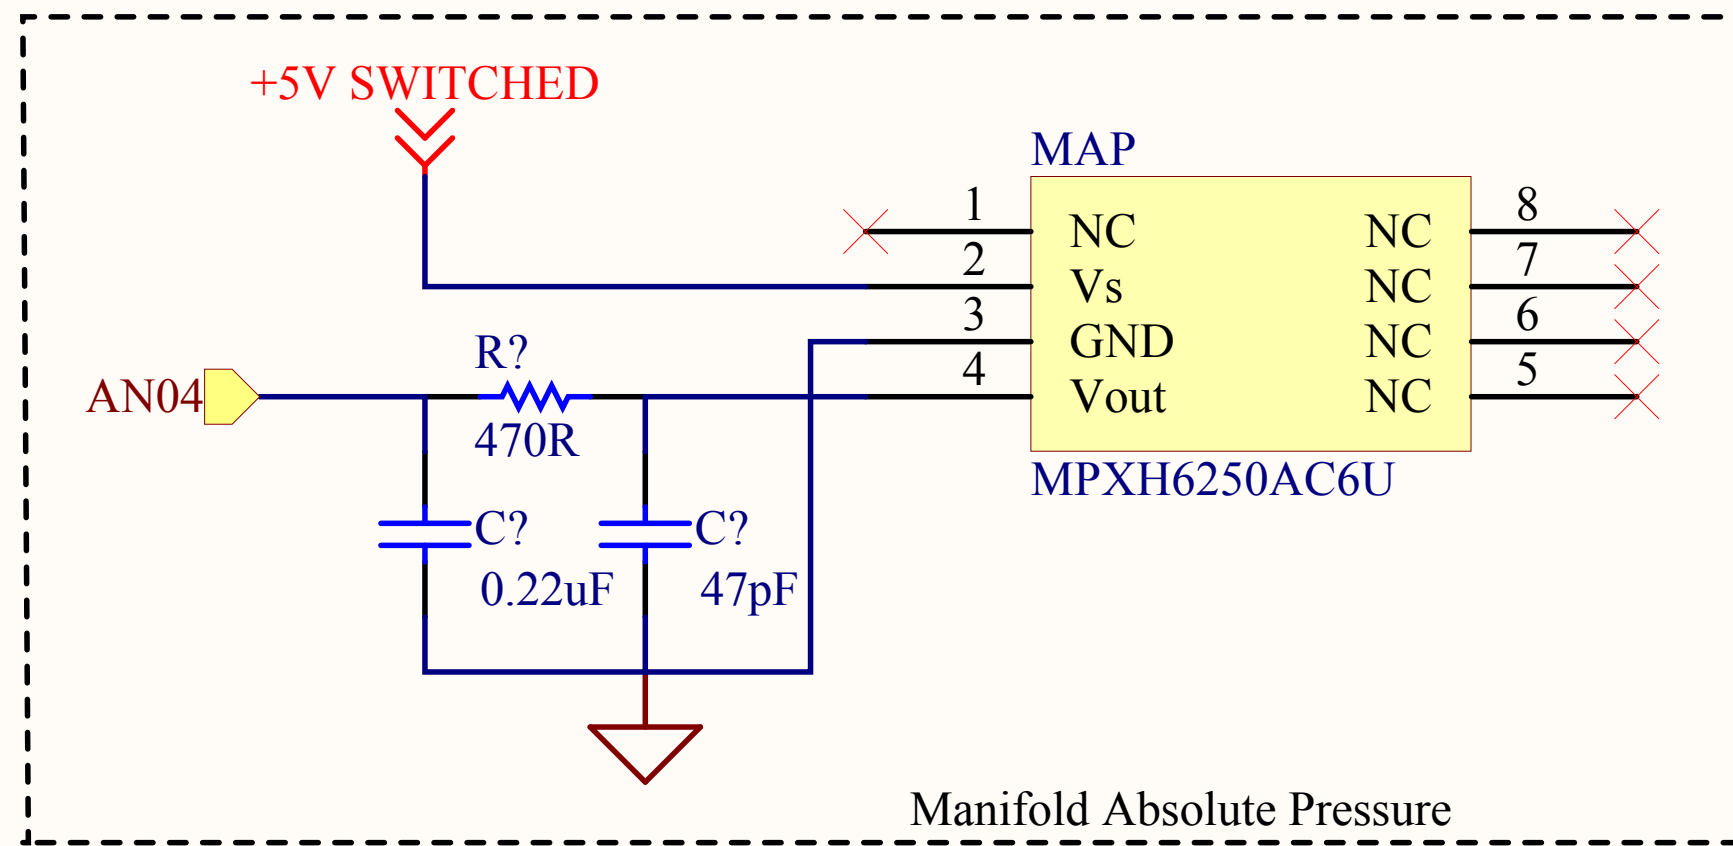 +5V SWITCHED
MAP
1 NC NC 8
2 Vs NC 7
3 GND NC 6
4 Vout NC 5
MPXH6250AC6U
AN04
R?
470R
C? C?
0.22uF 47pF
Manifold Absolute Pressure